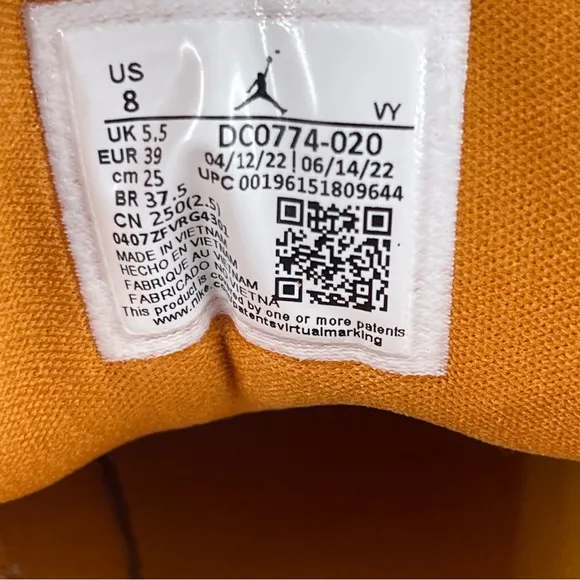 US
8
VY
UK 5.5
DC0774-020
EUR 39
04/12/22 | 06/14/22
cm 25
UPC 00196151809644
BR 37.5
CN 250(2.5)
0407ZFVRG4301
MADE IN VIETNAM
HECHO EN VIETNAM
FABRIQUE AU VIETNAM
FABRICADO NO VIETNA
This product is covered by one or more patents
www.nike.com/patentsvirtualmarking